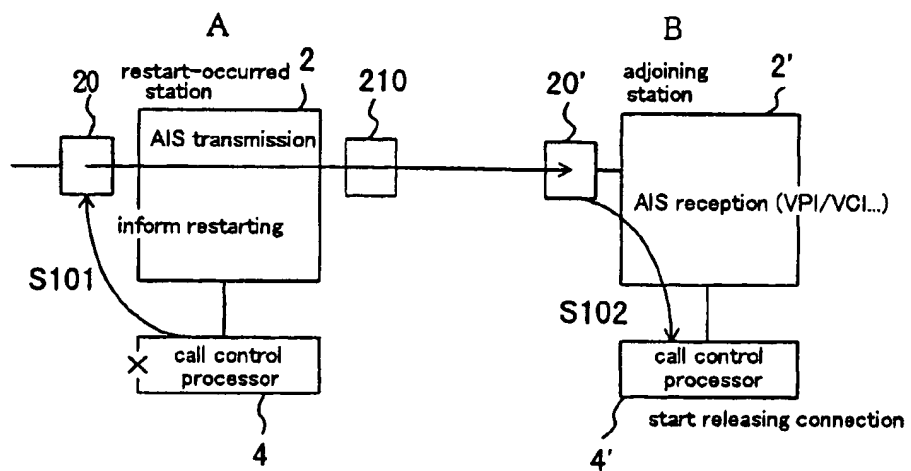 A
B
restart-occurred
station
2
adjoining
station
2'
20
210
20'
AIS transmission
AIS reception (VPI/VCI...)
inform restarting
S101
S102
call control
processor
call control
processor
start releasing connection
4
4'